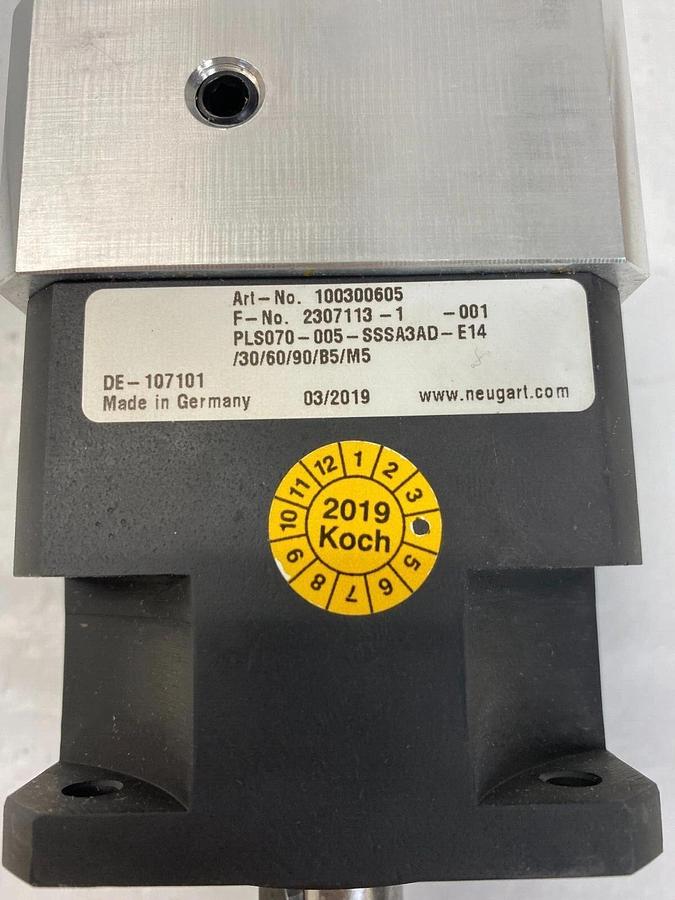 Art-No. 100300605
F-No. 2307113-1 -001
PLS070-005-SSSA3AD-E14
/30/60/90/B5/M5
DE-107101
Made in Germany 03/2019 www.neugart.com
12 1 2 3 5 6 7 8 9 10 11
2019
Koch